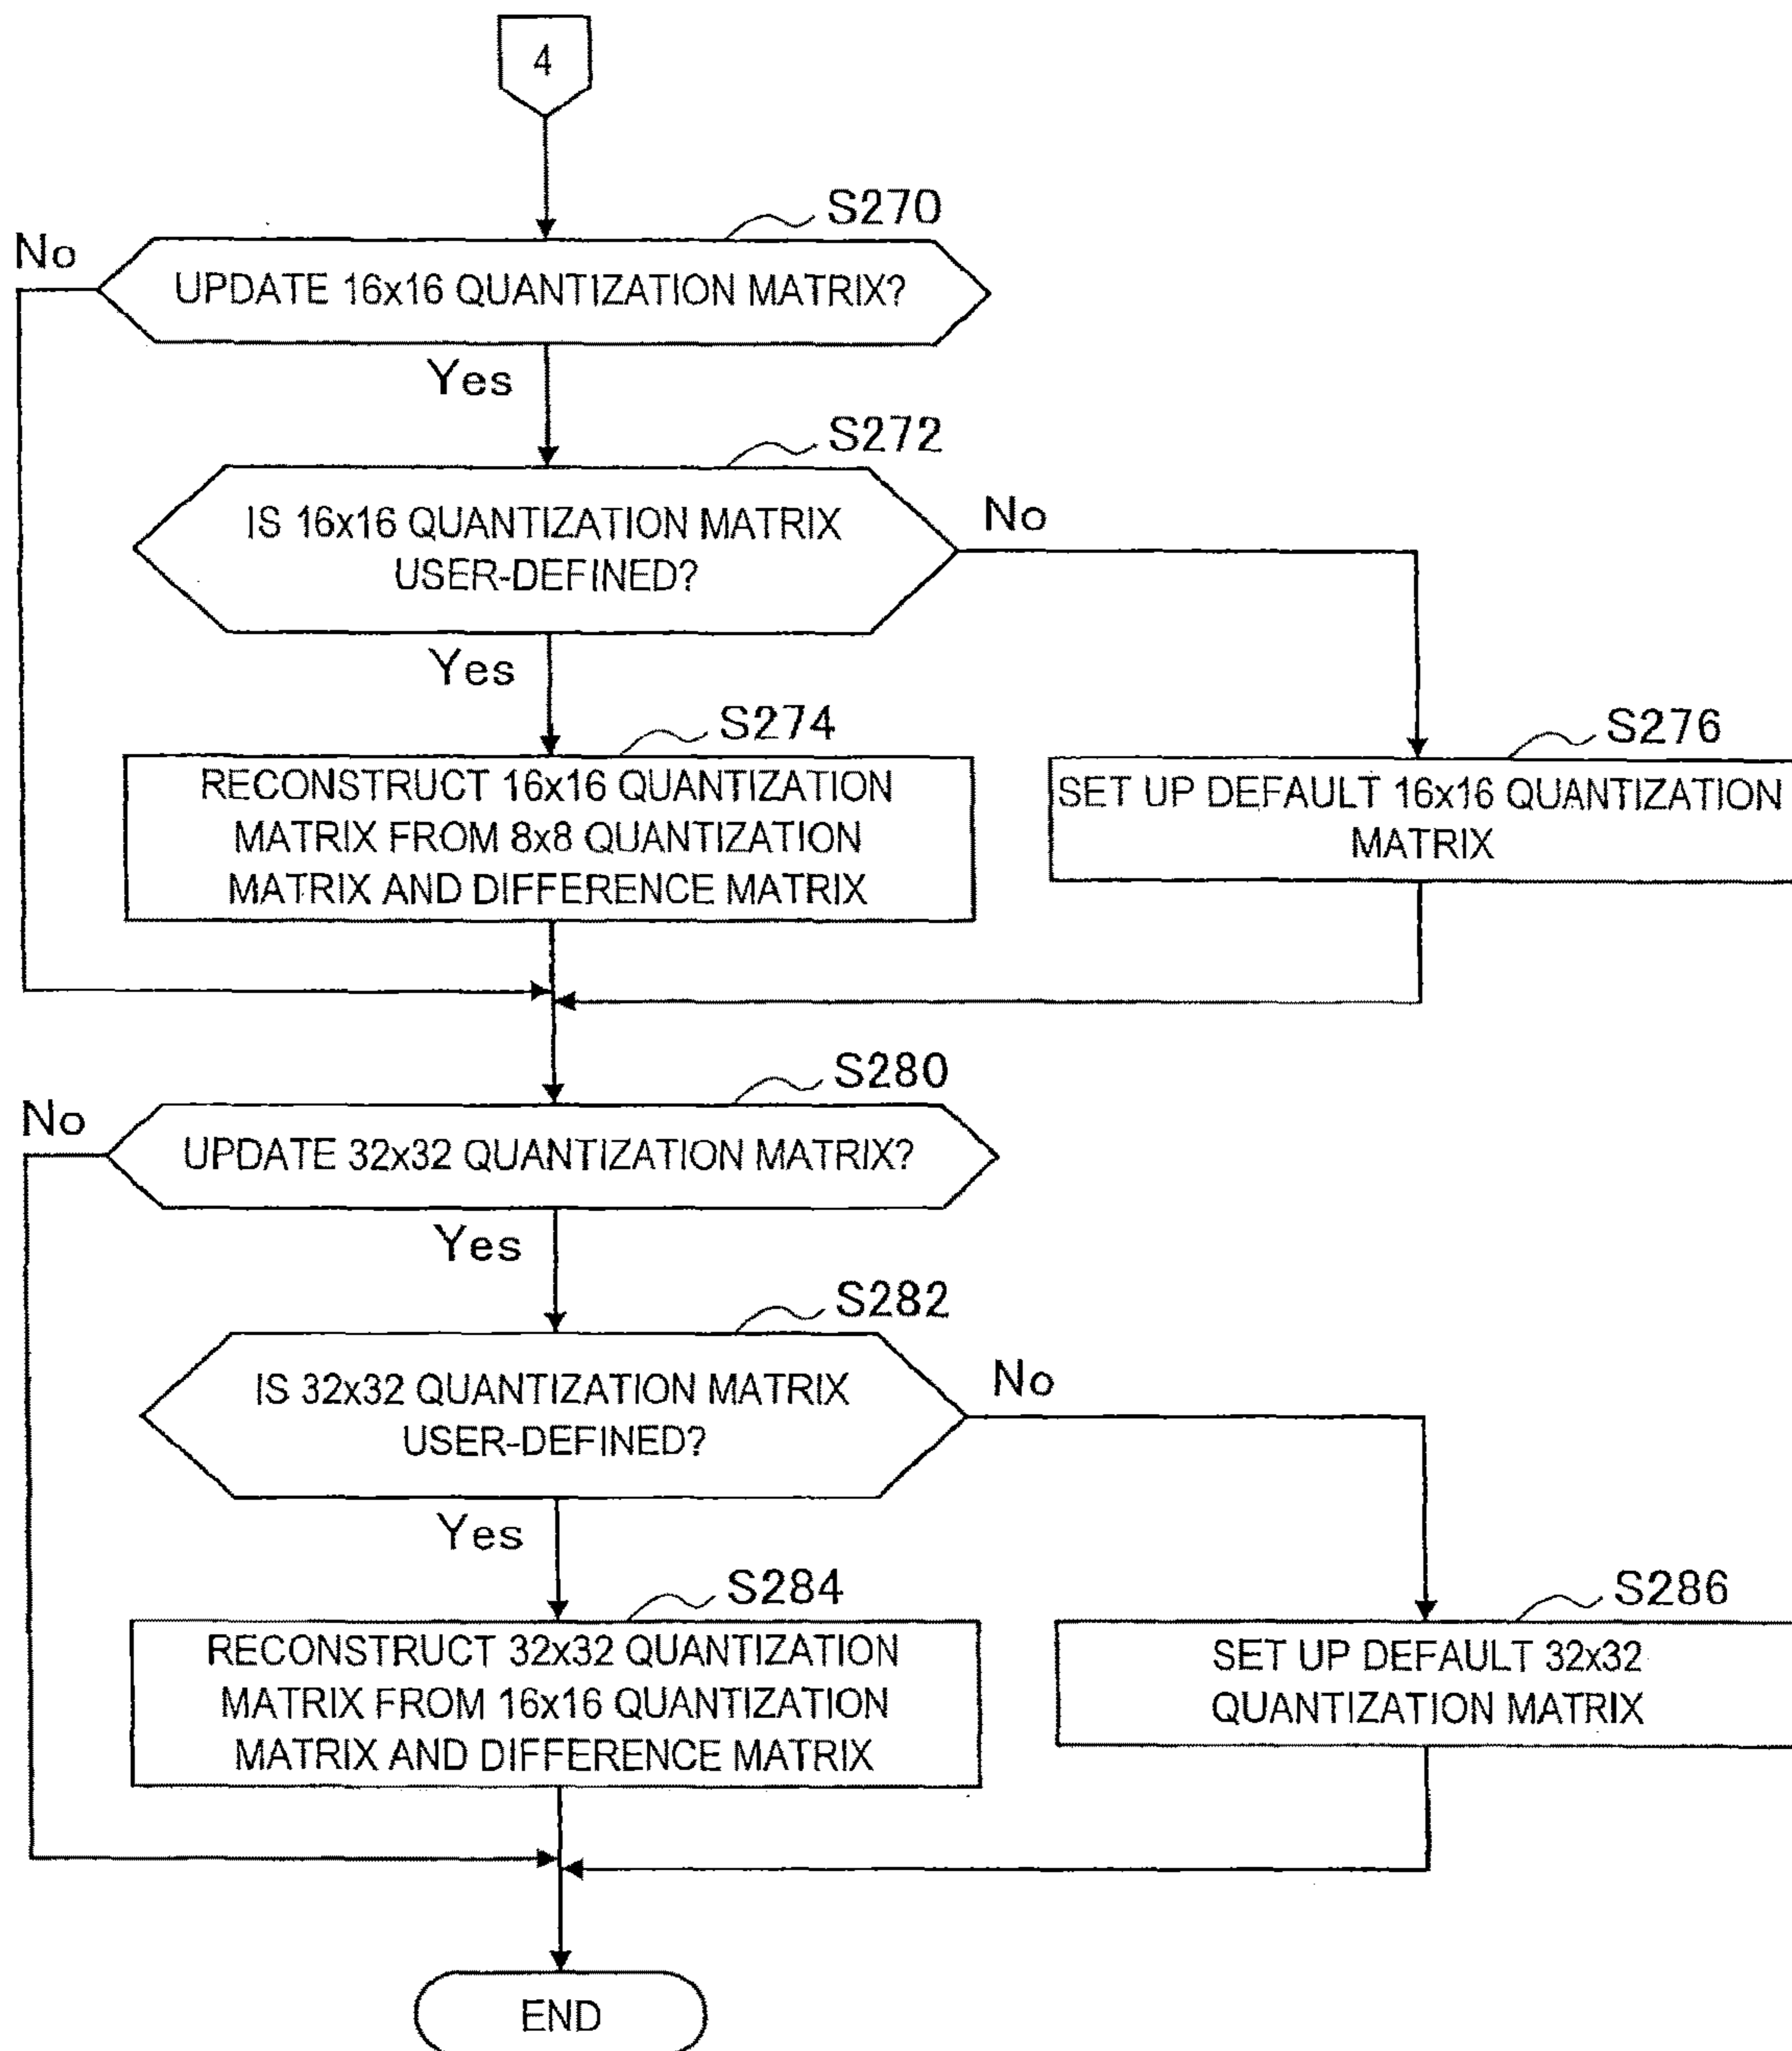 4
S270
No
UPDATE 16x16 QUANTIZATION MATRIX?
Yes
S272
IS 16x16 QUANTIZATION MATRIX
USER-DEFINED?
No
Yes
S274
RECONSTRUCT 16x16 QUANTIZATION
MATRIX FROM 8x8 QUANTIZATION
MATRIX AND DIFFERENCE MATRIX
S276
SET UP DEFAULT 16x16 QUANTIZATION
MATRIX
S280
No
UPDATE 32x32 QUANTIZATION MATRIX?
Yes
S282
IS 32x32 QUANTIZATION MATRIX
USER-DEFINED?
No
Yes
S284
RECONSTRUCT 32x32 QUANTIZATION
MATRIX FROM 16x16 QUANTIZATION
MATRIX AND DIFFERENCE MATRIX
S286
SET UP DEFAULT 32x32
QUANTIZATION MATRIX
END